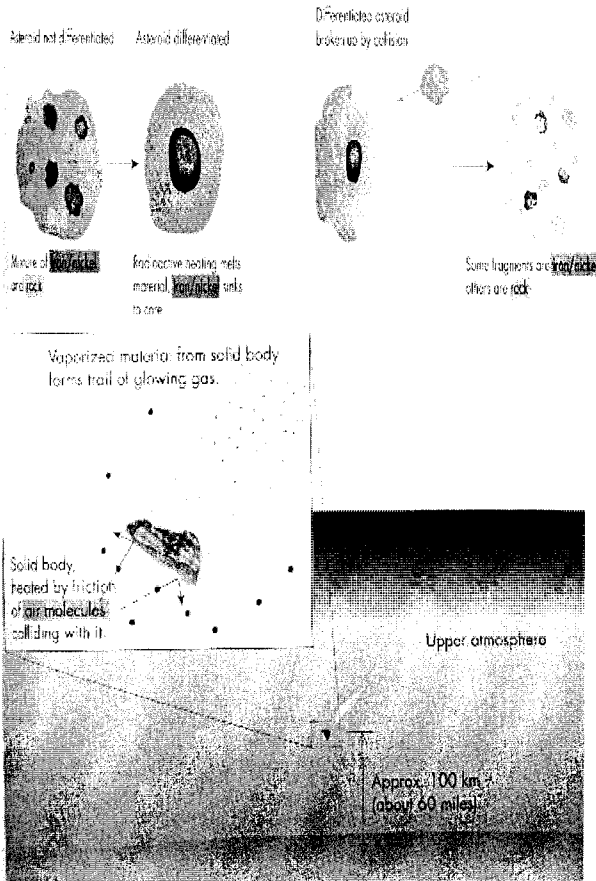 Asteroid not differentiated
Asteroid differentiated
Differentiated asteroid
broken up by collision
Mixture of iron/nickel
are rock
Radioactive heating melts
material, iron/nickel sinks
to core
Some fragments are iron/nickel
others are rock
Vaporized material from solid body
forms trail of glowing gas.
Solid body,
heated by friction
of air molecules
colliding with it.
Upper atmosphere
Approx. 100 km
(about 60 miles)